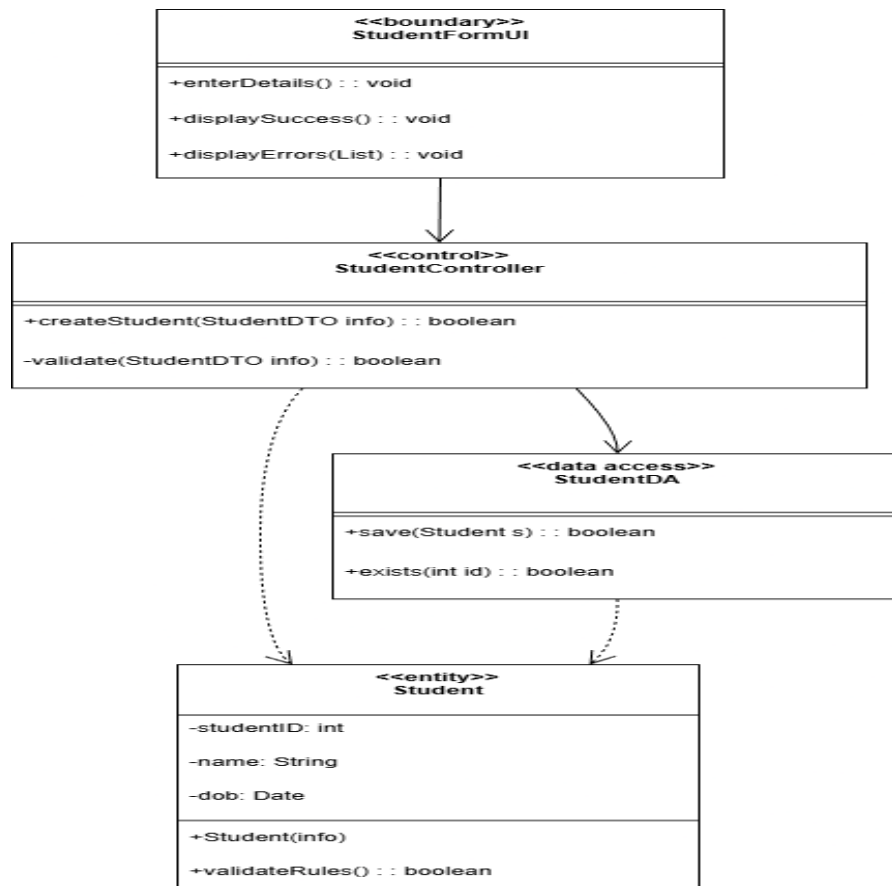 <<boundary>>
StudentFormUI
+enterDetails() : : void
+displaySuccess() : : void
+displayErrors(List) : : void
<<control>>
StudentController
+createStudent(StudentDTO info) : : boolean
-validate(StudentDTO info) : : boolean
<<data access>>
StudentDA
+save(Student s) : : boolean
+exists(int id) : : boolean
<<entity>>
Student
-studentID: int
-name: String
-dob: Date
+Student(info)
+validateRules() : : boolean